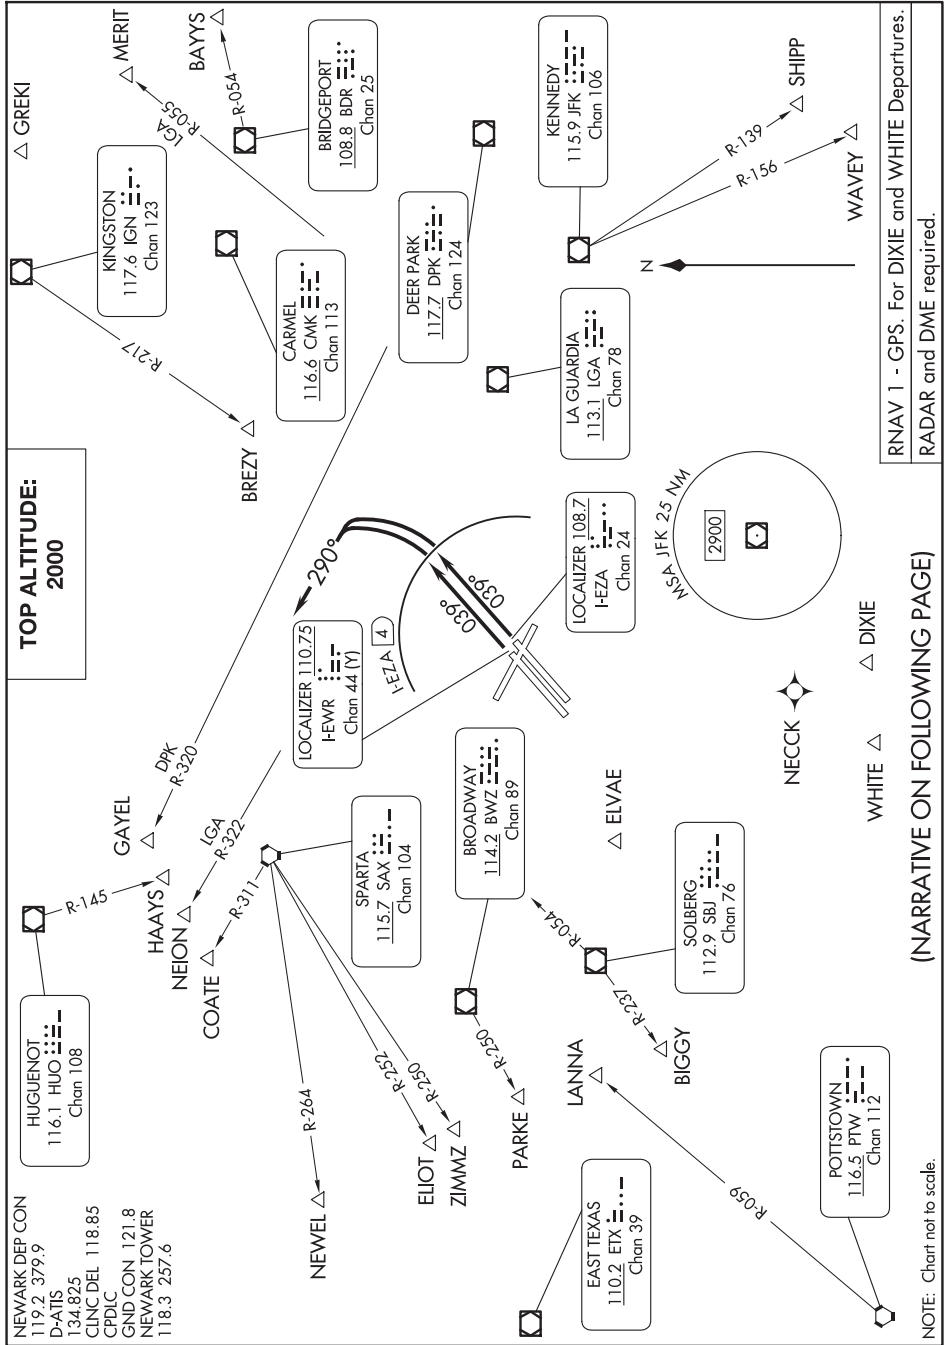 NEWARK DEP CON
119.2 379.9
D-ATIS
134.825
CLNC DEL 118.85
CPDLC
GND CON 121.8
NEWARK TOWER
118.3 257.6
TOP ALTITUDE:
2000
HUGUENOT
116.1 HUO
Chan 108
R-145
HAAYS
GAYEL
DPK
R-320
NEION
LGA
R-322
COATE
R-311
KINGSTON
117.6 IGN
Chan 123
R-217
BREZY
GREKI
MERIT
LGA
R-055
BAYYS
R-054
BRIDGEPORT
108.8 BDR
Chan 25
CARMEL
116.6 CMK
Chan 113
SPARTA
115.7 SAX
Chan 104
R-264
NEWEL
R-252
ELIOT
R-250
ZIMMZ
LOCALIZER 110.75
I-EWR
Chan 44 (Y)
290°
I-EZA 4
039°
039°
DEER PARK
117.7 DPK
Chan 124
BROADWAY
114.2 BWZ
Chan 89
R-250
PARKE
LOCALIZER 108.7
I-EZA
Chan 24
LA GUARDIA
113.1 LGA
Chan 78
KENNEDY
115.9 JFK
Chan 106
R-139
SHIPP
R-156
WAVEY
N
EAST TEXAS
110.2 ETX
Chan 39
LANNA
R-059
R-054
R-237
BIGGY
ELVAE
SOLBERG
112.9 SBJ
Chan 76
POTTSTOWN
116.5 PTW
Chan 112
MSA JFK 25 NM
2900
NECCK
WHITE
DIXIE
RNAV 1 - GPS. For DIXIE and WHITE Departures.
RADAR and DME required.
(NARRATIVE ON FOLLOWING PAGE)
NOTE: Chart not to scale.